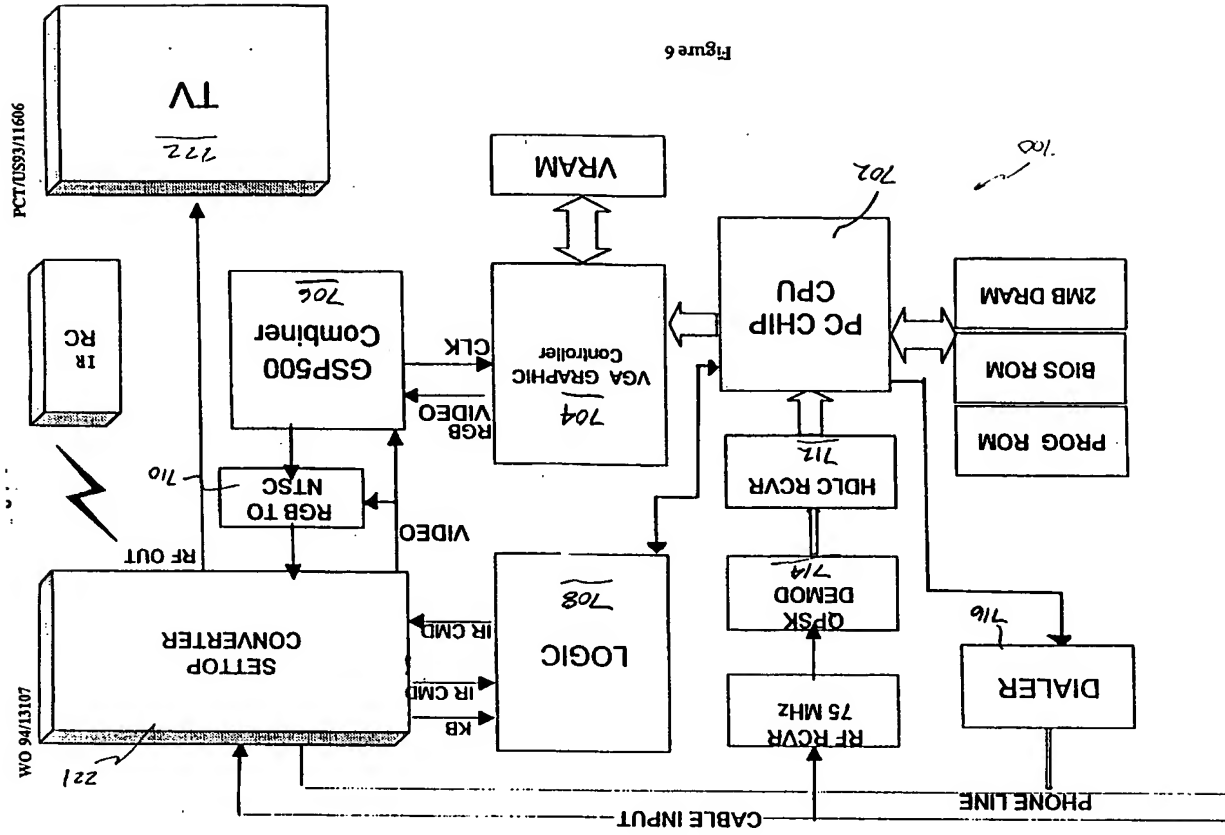 WO 94/13107
PCT/US93/11606
CABLE INPUT
PHONE LINE
221
SETTOP
CONVERTER
KB
IR CMD
IR CMD
LOGIC
708
RF RCVR
75 MHz
QPSK
DEMOD
714
DIALER
716
RF OUT
VIDEO
RGB TO
NTSC
710
HDLC RCVR
712
IR
RC
GSP500
Combiner
706
RGB
VIDEO
CLK
704
VGA GRAPHIC
Controller
PC CHIP
CPU
702
PROG ROM
BIOS ROM
2MB DRAM
TV
222
VRAM
Figure 6